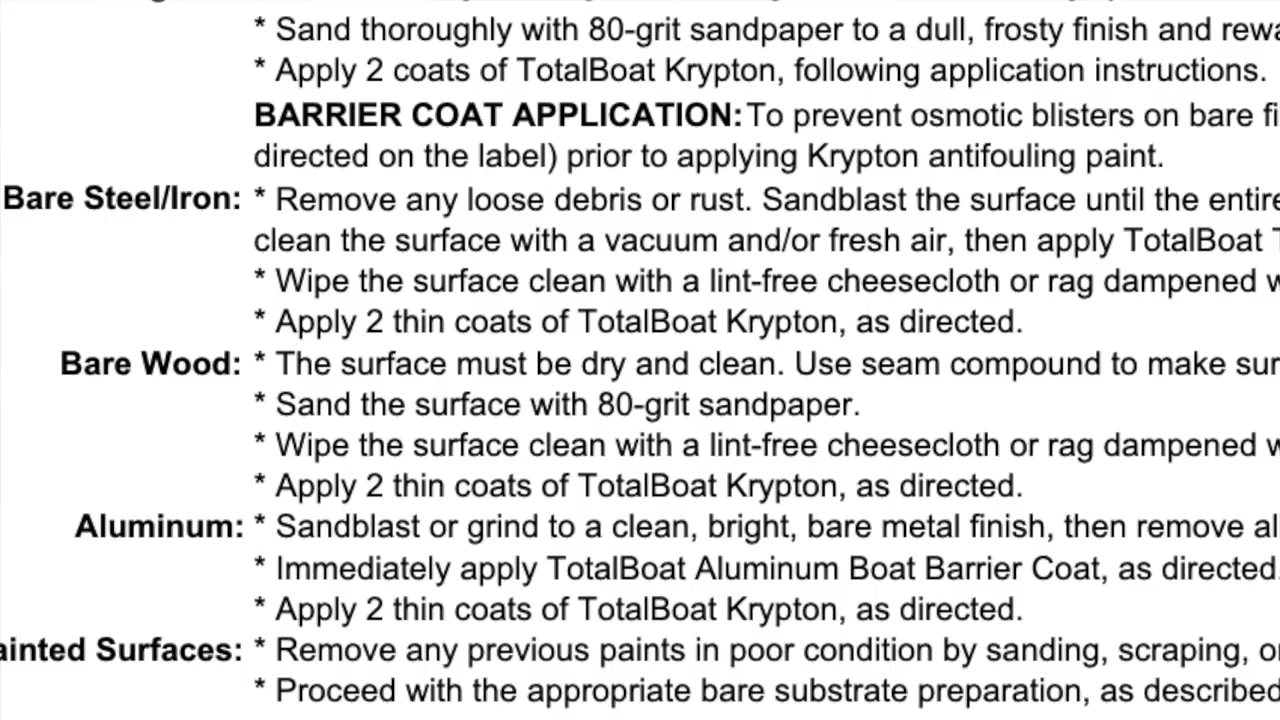 * Sand thoroughly with 80-grit sandpaper to a dull, frosty finish and
* Apply 2 coats of TotalBoat Krypton, following application instructions.
BARRIER COAT APPLICATION: To prevent osmotic blisters on bare
directed on the label) prior to applying Krypton antifouling paint.
Bare Steel/Iron: * Remove any loose debris or rust. Sandblast the surface until the entire
clean the surface with a vacuum and/or fresh air, then apply TotalBoat
* Wipe the surface clean with a lint-free cheesecloth or rag dampened
* Apply 2 thin coats of TotalBoat Krypton, as directed.
Bare Wood: * The surface must be dry and clean. Use seam compound to make
* Sand the surface with 80-grit sandpaper.
* Wipe the surface clean with a lint-free cheesecloth or rag dampened
* Apply 2 thin coats of TotalBoat Krypton, as directed.
Aluminum: * Sandblast or grind to a clean, bright, bare metal finish, then remove
* Immediately apply TotalBoat Aluminum Boat Barrier Coat, as directed.
* Apply 2 thin coats of TotalBoat Krypton, as directed.
Surfaces: * Remove any previous paints in poor condition by sanding, scraping,
* Proceed with the appropriate bare substrate preparation, as described